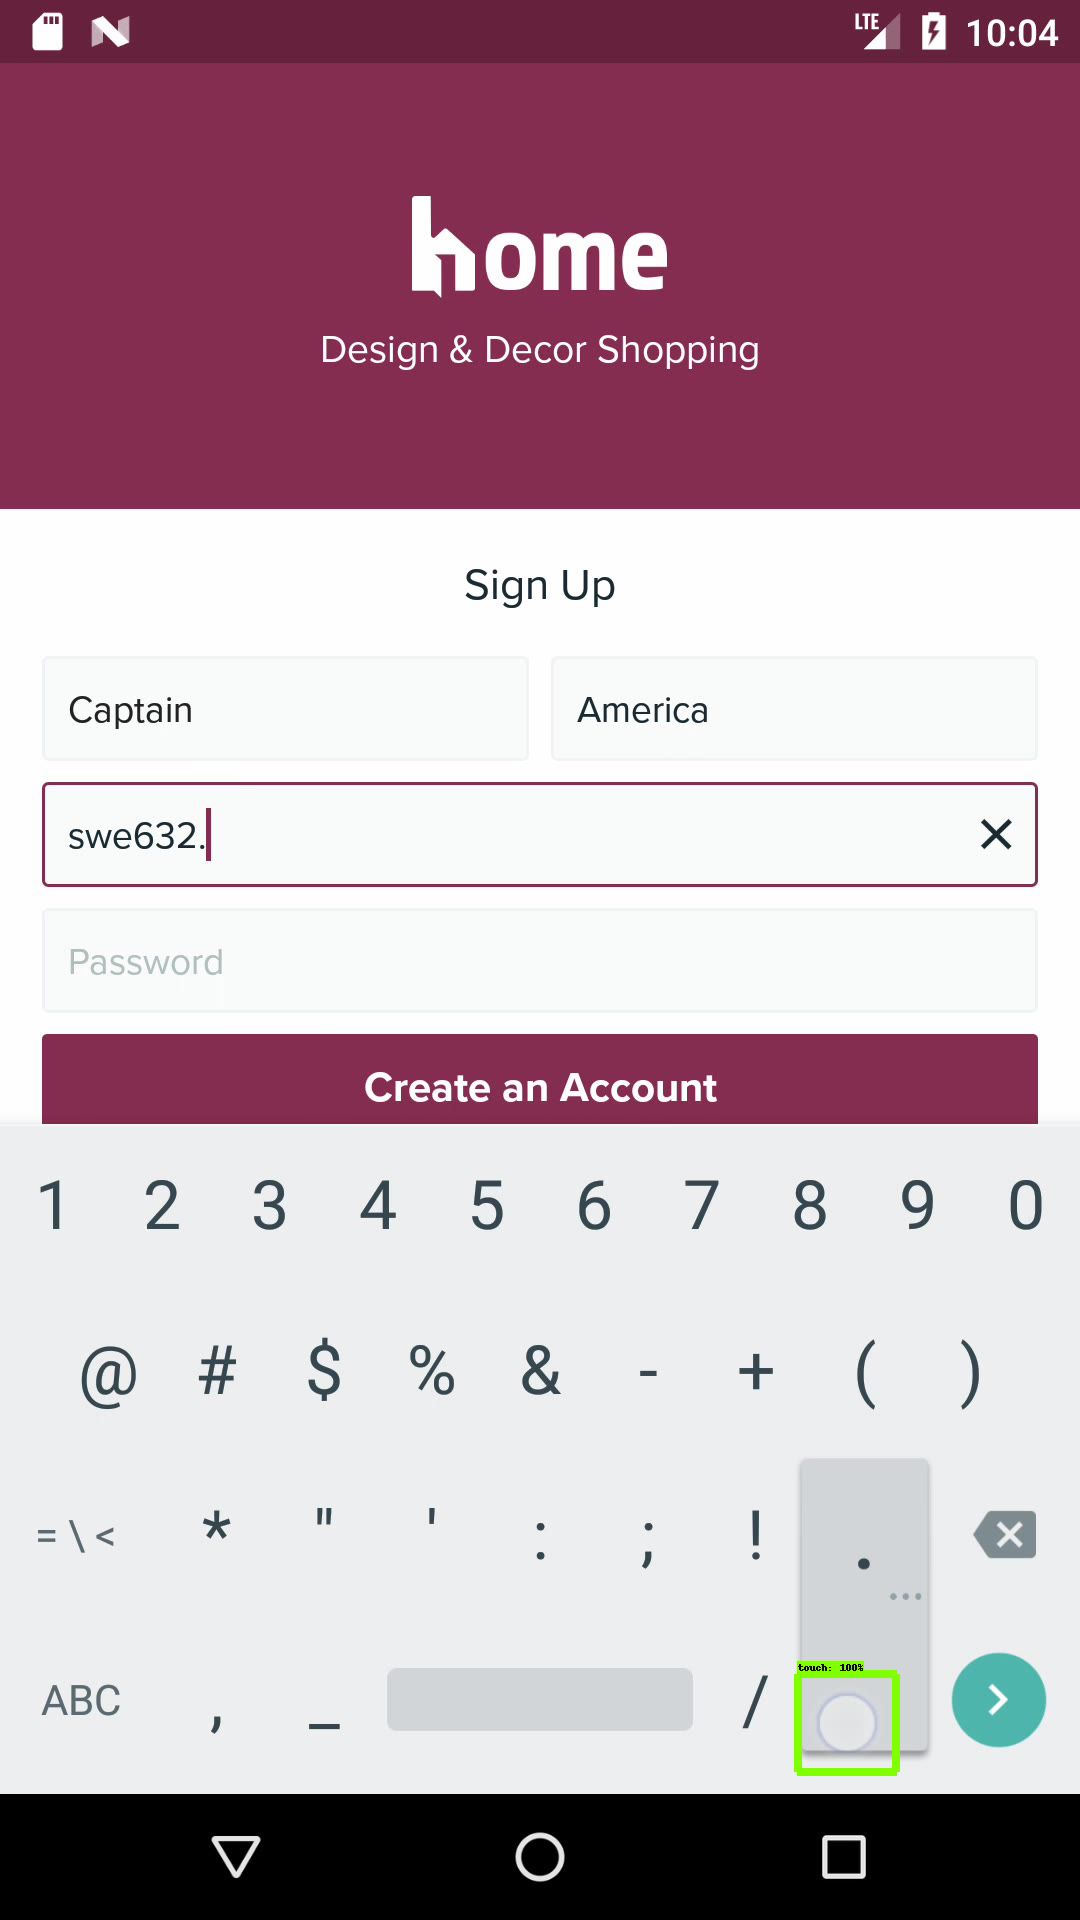 LTE 10:04
home
Design & Decor Shopping
Sign Up
Captain America
swe632.
Password
Create an Account
1 2 3 4 5 6 7 8 9 0
@ # $ % & - + ( )
= \ < * " ' : ; ! .
...
touch: 100%
ABC , _ /